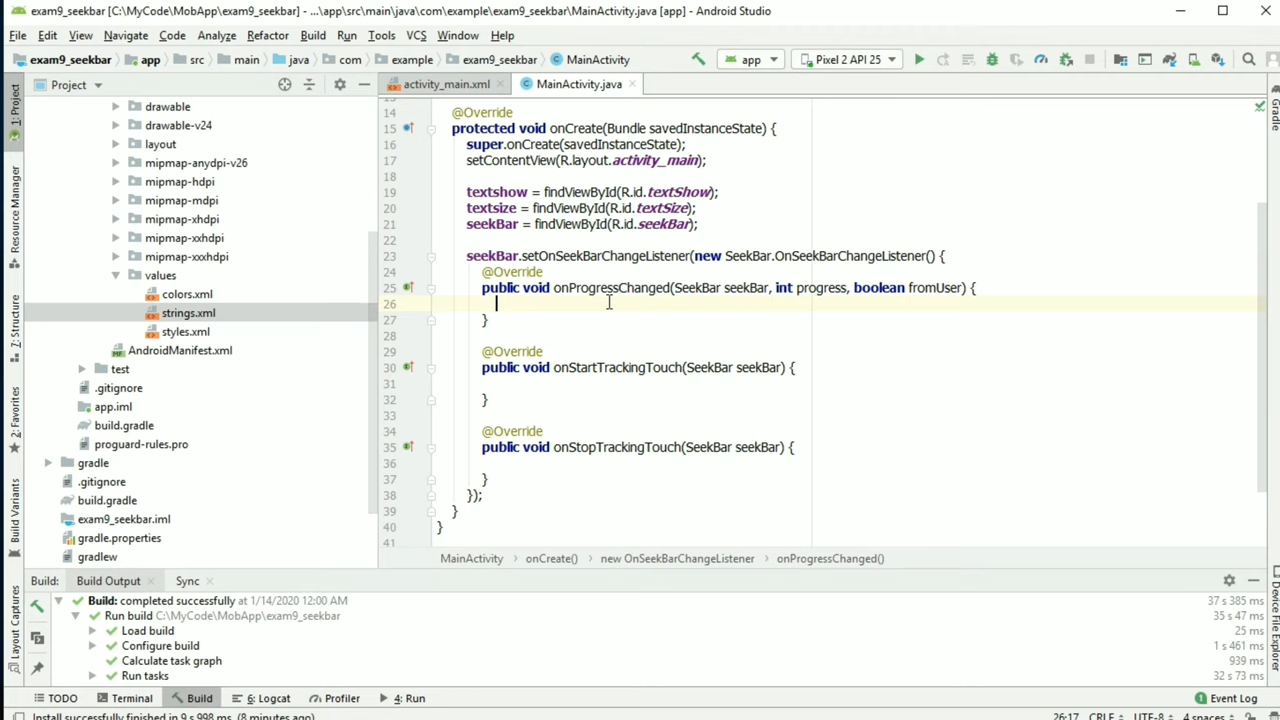 exam9_seekbar [C:\MyCode\MobApp\exam9_seekbar] - ...\app\src\main\java\com\example\exam9_seekbar\MainActivity.java [app] - Android Studio
File Edit View Navigate Code Analyze Refactor Build Run Tools VCS Window Help
exam9_seekbar app src main java com example exam9_seekbar MainActivity app Pixel 2 API 25
Project activity_main.xml MainActivity.java
1: Project
Resource Manager
7: Structure
2: Favorites
Build Variants
Layout Captures
drawable
drawable-v24
layout
mipmap-anydpi-v26
mipmap-hdpi
mipmap-mdpi
mipmap-xhdpi
mipmap-xxhdpi
mipmap-xxxhdpi
values
colors.xml
strings.xml
styles.xml
AndroidManifest.xml
test
.gitignore
app.iml
build.gradle
proguard-rules.pro
gradle
.gitignore
build.gradle
exam9_seekbar.iml
gradle.properties
gradlew
13
14 @Override
15 protected void onCreate(Bundle savedInstanceState) {
16 super.onCreate(savedInstanceState);
17 setContentView(R.layout.activity_main);
18
19 textshow = findViewById(R.id.textShow);
20 textsize = findViewById(R.id.textSize);
21 seekBar = findViewById(R.id.seekBar);
22
23 seekBar.setOnSeekBarChangeListener(new SeekBar.OnSeekBarChangeListener() {
24 @Override
25 public void onProgressChanged(SeekBar seekBar, int progress, boolean fromUser) {
26
27 }
28
29 @Override
30 public void onStartTrackingTouch(SeekBar seekBar) {
31
32 }
33
34 @Override
35 public void onStopTrackingTouch(SeekBar seekBar) {
36
37 }
38 });
39 }
40 }
41
MainActivity onCreate() new OnSeekBarChangeListener onProgressChanged()
Gradle
Device File Explorer
Build: Build Output Sync
Build: completed successfully at 1/14/2020 12:00 AM 37 s 385 ms
Run build C:\MyCode\MobApp\exam9_seekbar 35 s 47 ms
Load build 25 ms
Configure build 1 s 461 ms
Calculate task graph 939 ms
Run tasks 32 s 73 ms
TODO Terminal Build 6: Logcat Profiler 4: Run 1 Event Log
Install successfully finished in 9 s 998 ms. (8 minutes ago) 26:17 CRLF UTF-8 4 spaces